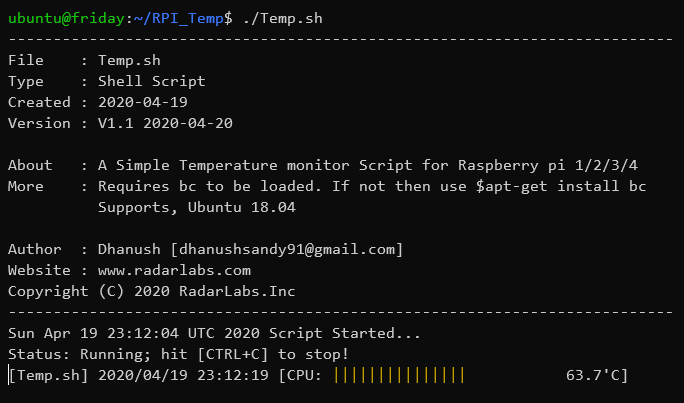 ubuntu@friday:~/RPI_Temp$ ./Temp.sh
--------------------------------------------------------------------------
File    : Temp.sh
Type    : Shell Script
Created : 2020-04-19
Version : V1.1 2020-04-20
About   : A Simple Temperature monitor Script for Raspberry pi 1/2/3/4
More    : Requires bc to be loaded. If not then use $apt-get install bc
          Supports, Ubuntu 18.04
Author  : Dhanush [dhanushsandy91@gmail.com]
Website : www.radarlabs.com
Copyright (C) 2020 RadarLabs.Inc
--------------------------------------------------------------------------
Sun Apr 19 23:12:04 UTC 2020 Script Started...
Status: Running; hit [CTRL+C] to stop!
[Temp.sh] 2020/04/19 23:12:19 [CPU: |||||||||||||||           63.7'C]